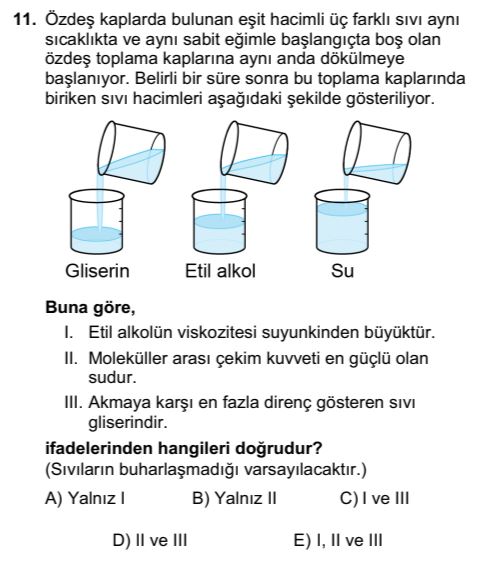 11. Özdeş kaplarda bulunan eşit hacimli üç farklı sıvı aynı
sıcaklıkta ve aynı sabit eğimle başlangıçta boş olan
özdeş toplama kaplarına aynı anda dökülmeye
başlanıyor. Belirli bir süre sonra bu toplama kaplarında
biriken sıvı hacimleri aşağıdaki şekilde gösteriliyor.
Gliserin Etil alkol Su
Buna göre,
I. Etil alkolün viskozitesi suyunkinden büyüktür.
II. Moleküller arası çekim kuvveti en güçlü olan
sudur.
III. Akmaya karşı en fazla direnç gösteren sıvı
gliserindir.
ifadelerinden hangileri doğrudur?
(Sıvıların buharlaşmadığı varsayılacaktır.)
A) Yalnız I B) Yalnız II C) I ve III
D) II ve III E) I, II ve III